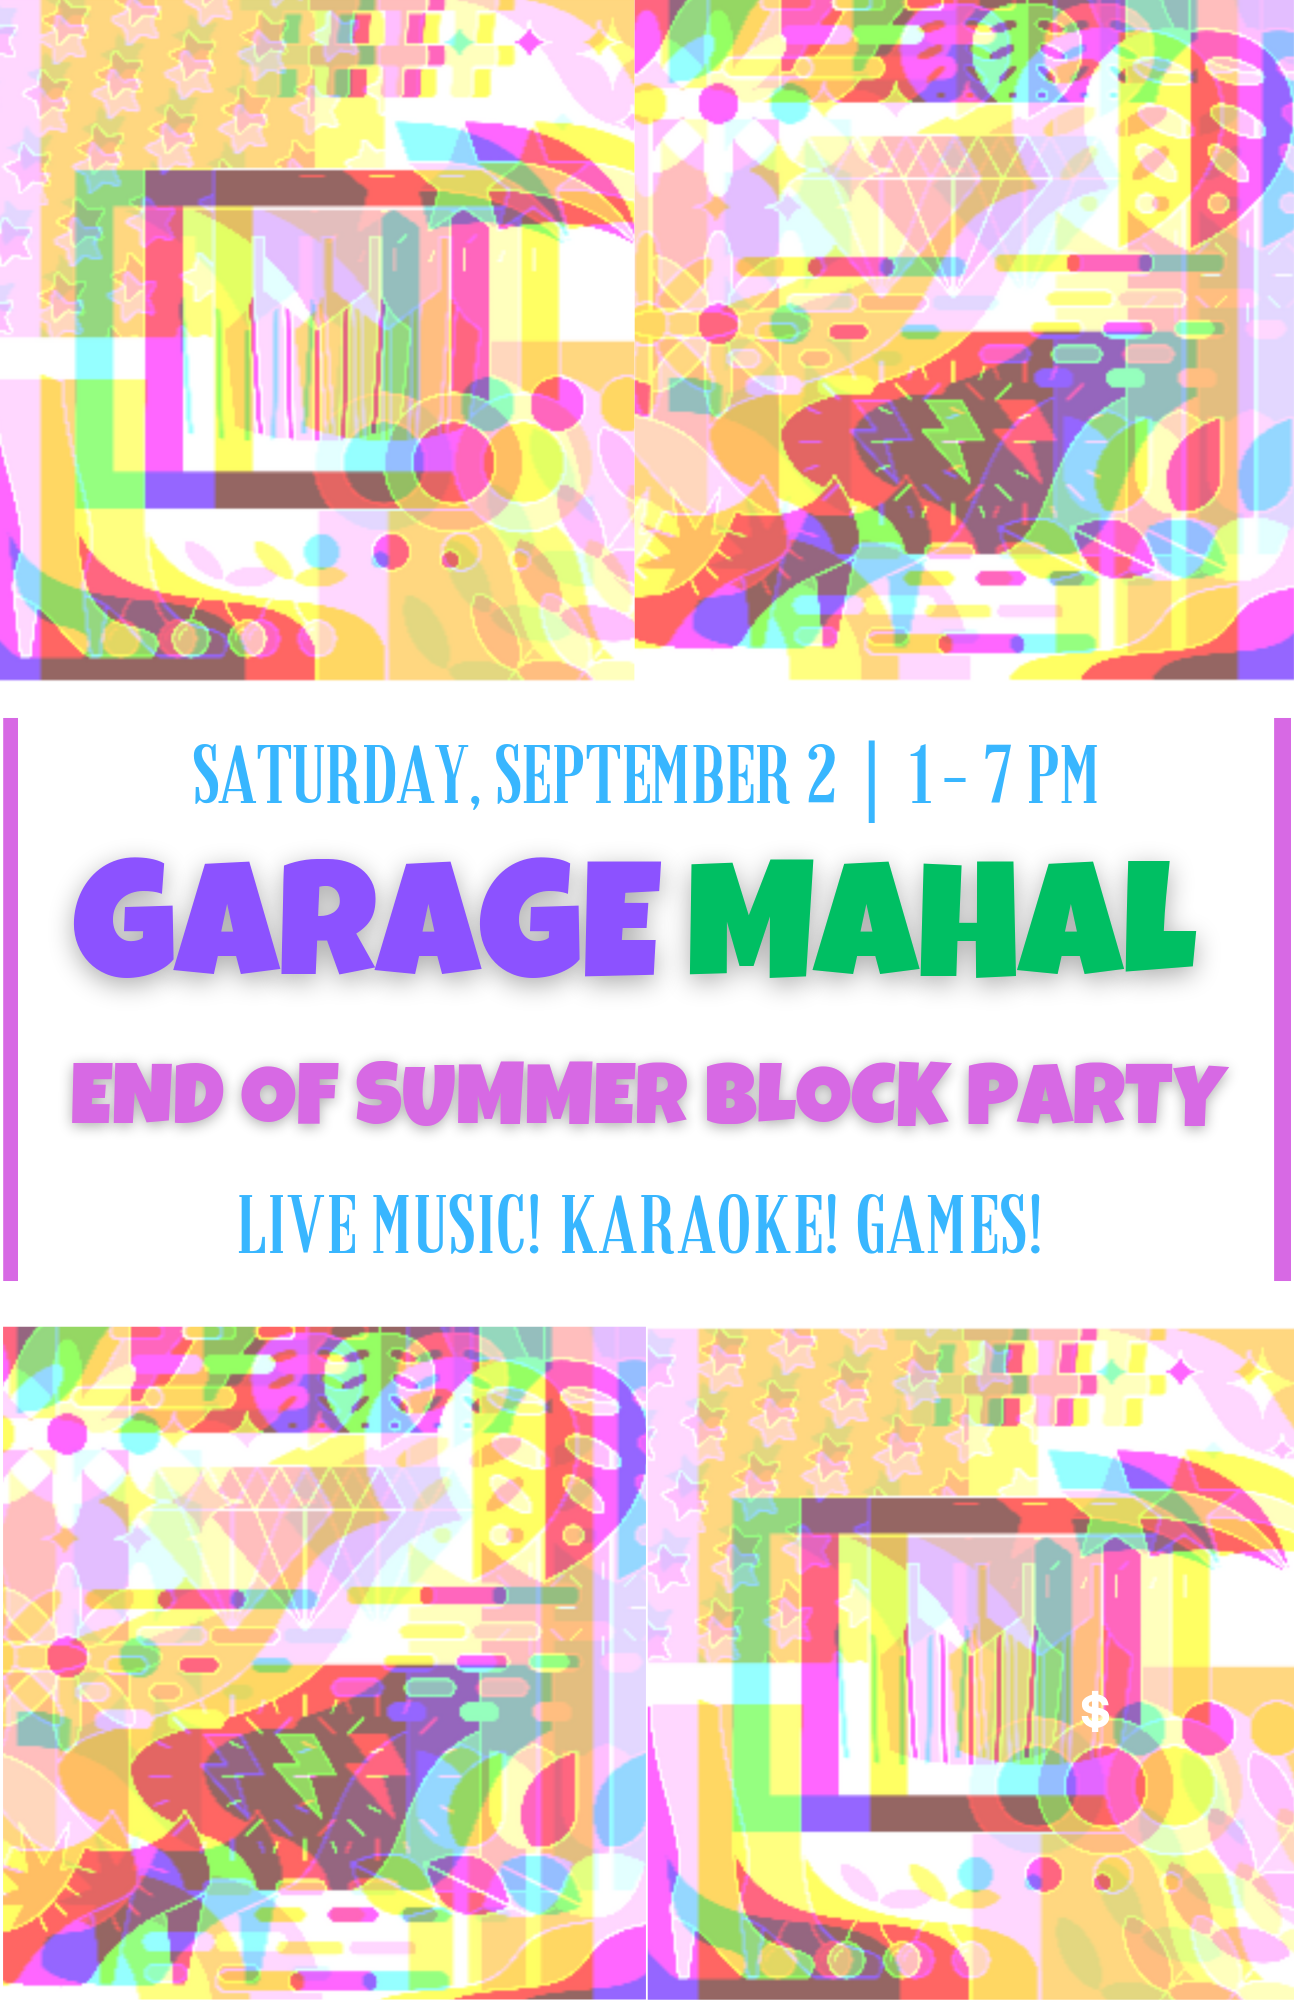 SATURDAY, SEPTEMBER 2 | 1 – 7 PM
GARAGE MAHAL
END OF SUMMER BLOCK PARTY
LIVE MUSIC! KARAOKE! GAMES!
$